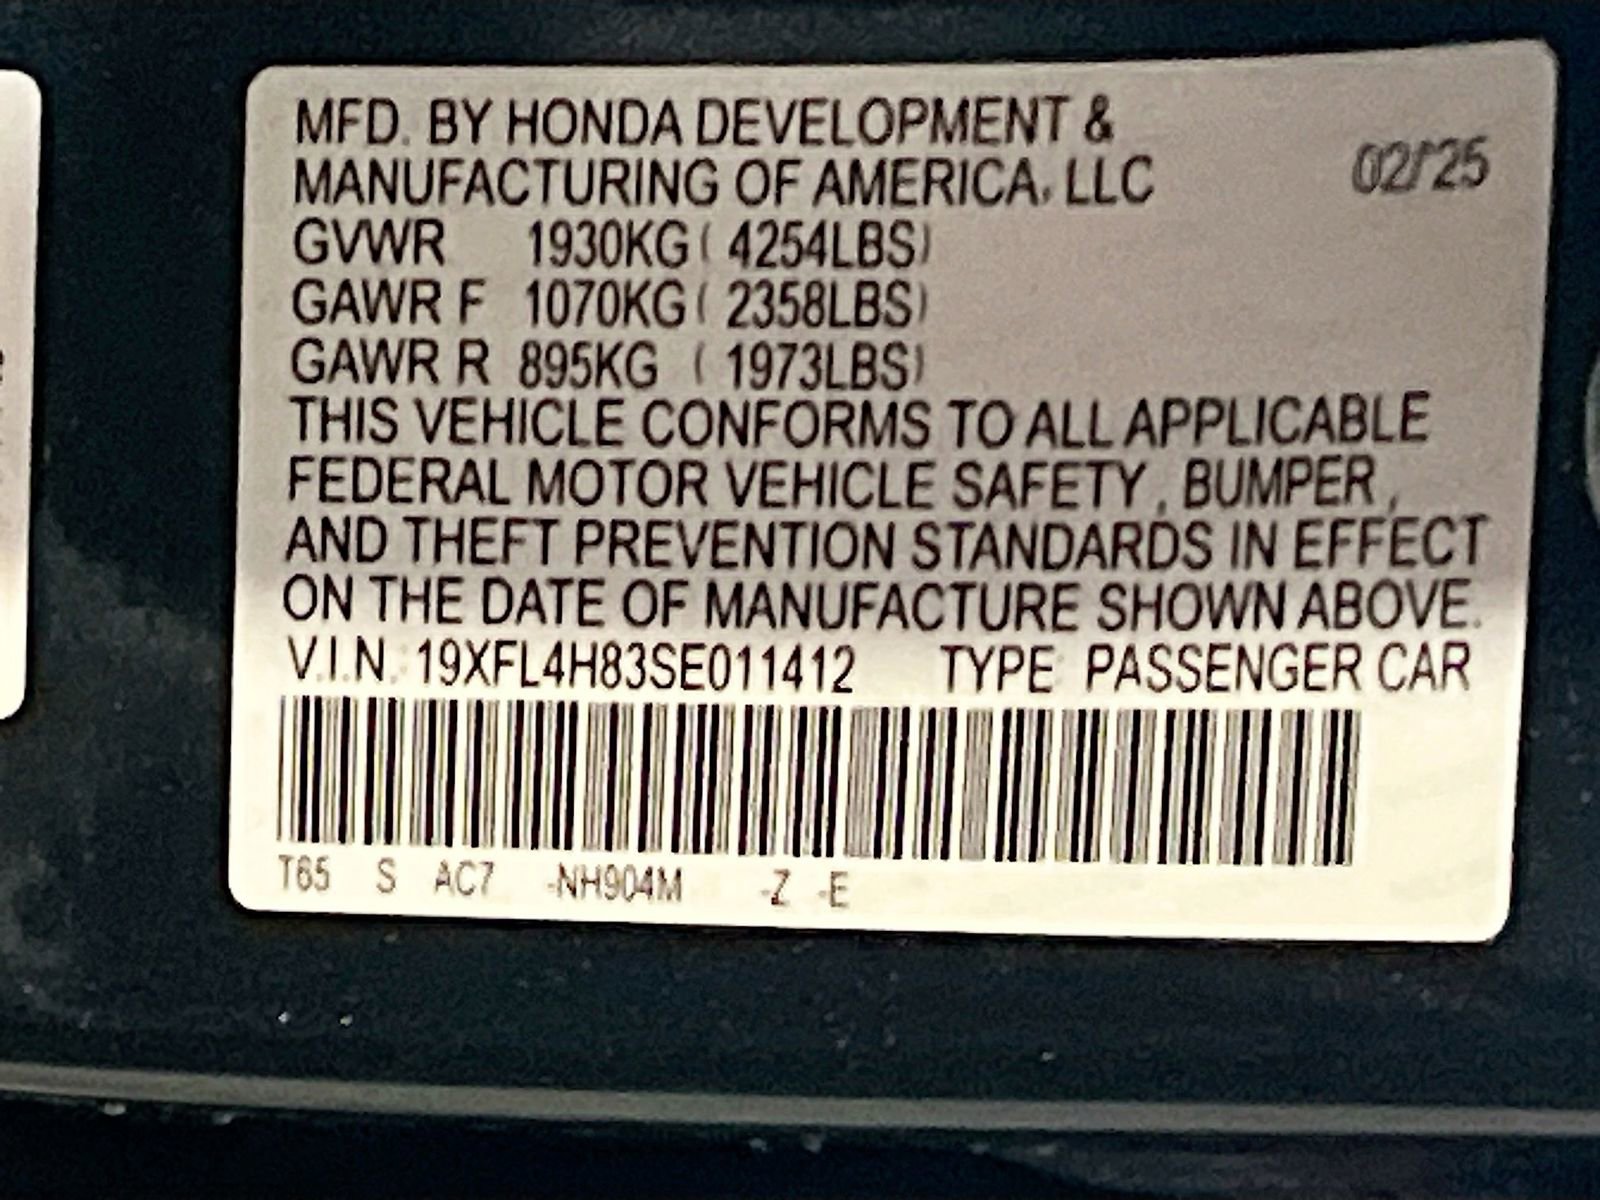 MFD. BY HONDA DEVELOPMENT &
MANUFACTURING OF AMERICA, LLC 02/'25
GVWR 1930KG ( 4254LBS)
GAWR F 1070KG ( 2358LBS)
GAWR R 895KG ( 1973LBS)
THIS VEHICLE CONFORMS TO ALL APPLICABLE
FEDERAL MOTOR VEHICLE SAFETY , BUMPER ,
AND THEFT PREVENTION STANDARDS IN EFFECT
ON THE DATE OF MANUFACTURE SHOWN ABOVE.
V.I.N. : 19XFL4H83SE011412 TYPE : PASSENGER CAR
T65 S AC7 -NH904M -Z -E